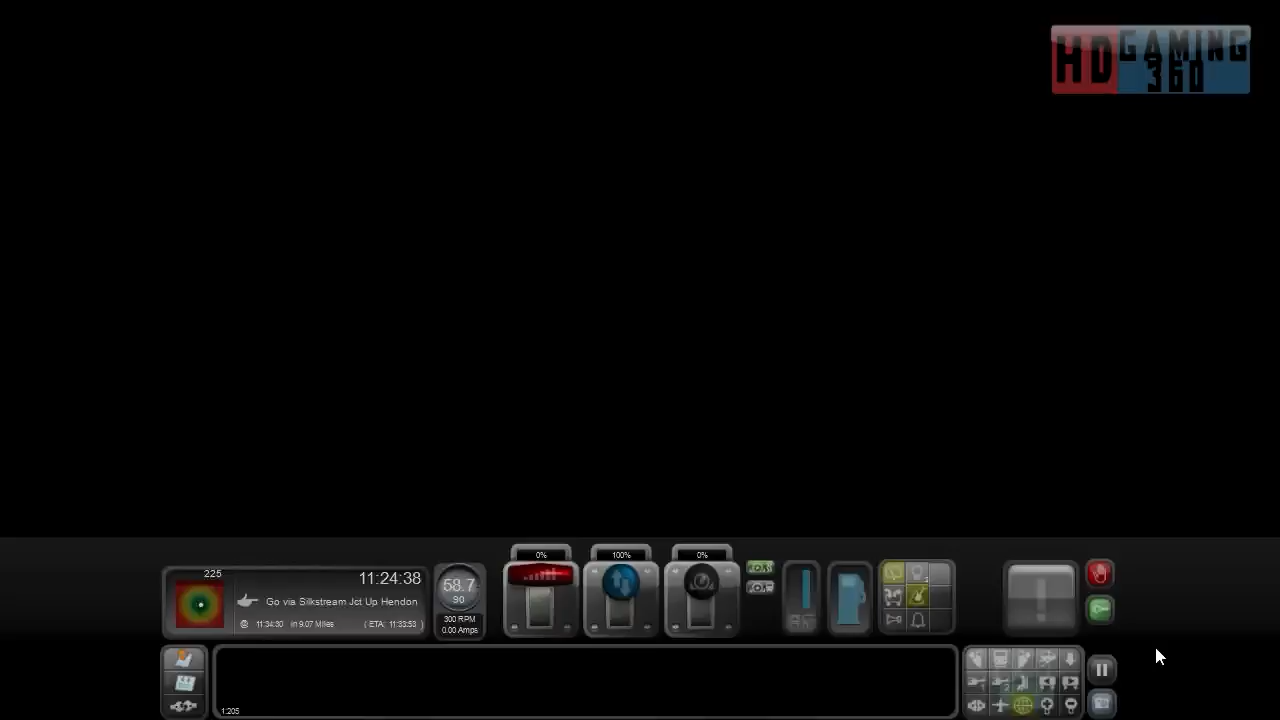 HD GAMING
360
0% 100% 0%
225 11:24:38
Go via Silkstream Jct Up Hendon
@ 11:34:30 in 9.07 Miles ( ETA: 11:33:53 )
58.7
90
300 RPM
0.00 Amps
1:205